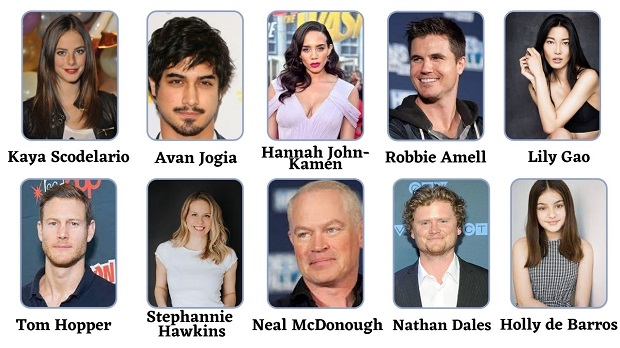 Kaya Scodelario
Avan Jogia
Hannah John-
Kamen
Robbie Amell
Lily Gao
Tom Hopper
Stephannie
Hawkins
Neal McDonough
Nathan Dales
Holly de Barros